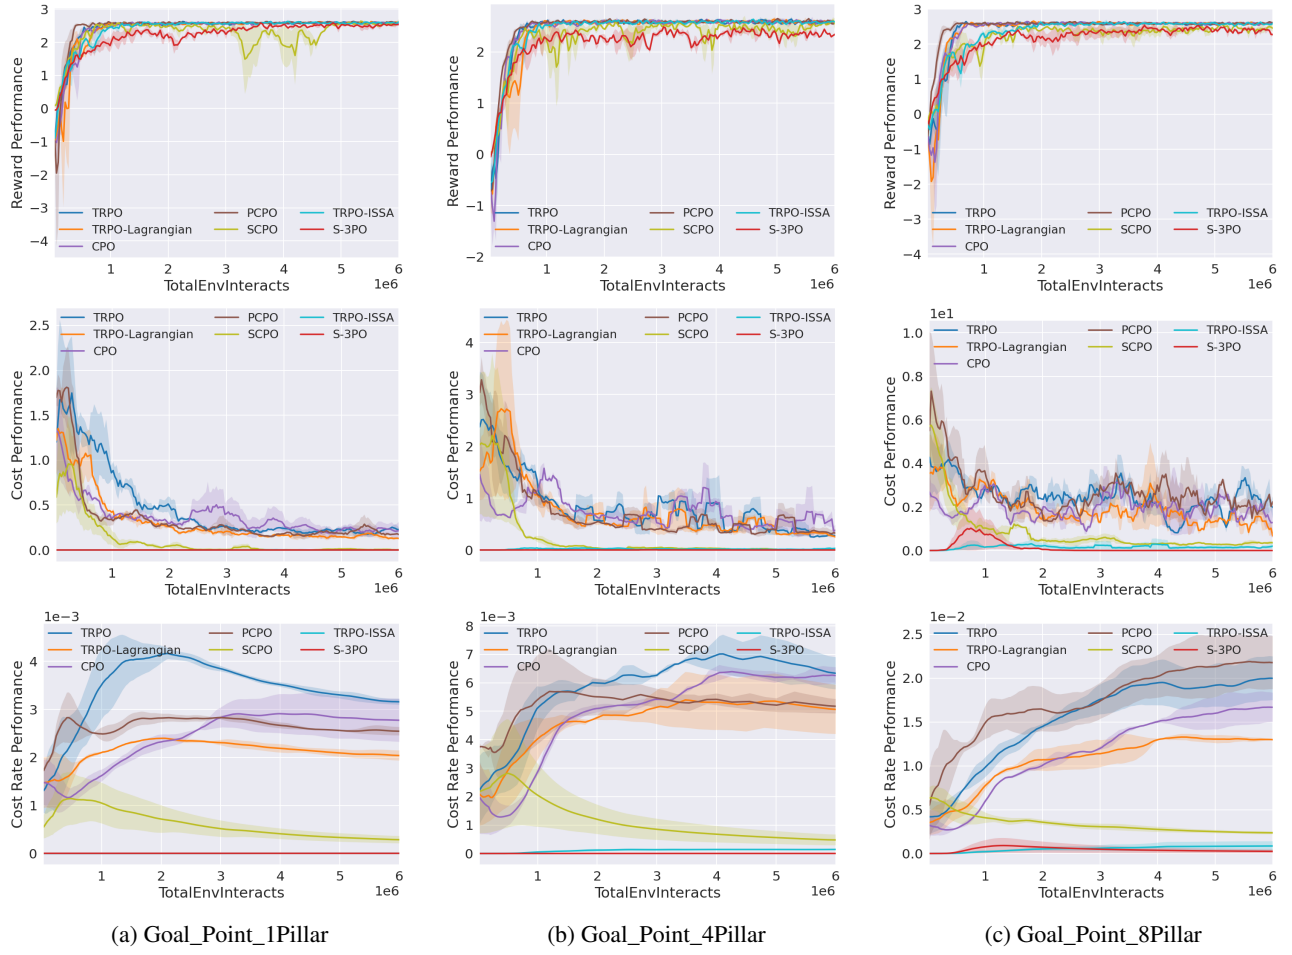 3
2
1
0
−1
−2
−3
−4
Reward Performance
TRPO
TRPO-Lagrangian
CPO
PCPO
SCPO
TRPO-ISSA
S-3PO
1 2 3 4 5 6
1e6
TotalEnvInteracts
2
1
0
−1
−2
Reward Performance
TRPO
TRPO-Lagrangian
CPO
PCPO
SCPO
TRPO-ISSA
S-3PO
1 2 3 4 5 6
1e6
TotalEnvInteracts
3
2
1
0
−1
−2
−3
−4
Reward Performance
TRPO
TRPO-Lagrangian
CPO
PCPO
SCPO
TRPO-ISSA
S-3PO
1 2 3 4 5 6
1e6
TotalEnvInteracts
2.5
2.0
1.5
1.0
0.5
0.0
Cost Performance
TRPO
TRPO-Lagrangian
CPO
PCPO
SCPO
TRPO-ISSA
S-3PO
1 2 3 4 5 6
1e6
TotalEnvInteracts
4
3
2
1
0
Cost Performance
TRPO
TRPO-Lagrangian
CPO
PCPO
SCPO
TRPO-ISSA
S-3PO
1 2 3 4 5 6
1e6
TotalEnvInteracts
1e1
1.0
0.8
0.6
0.4
0.2
0.0
Cost Performance
TRPO
TRPO-Lagrangian
CPO
PCPO
SCPO
TRPO-ISSA
S-3PO
1 2 3 4 5 6
1e6
TotalEnvInteracts
1e−3
4
3
2
1
0
Cost Rate Performance
TRPO
TRPO-Lagrangian
CPO
PCPO
SCPO
TRPO-ISSA
S-3PO
1 2 3 4 5 6
1e6
TotalEnvInteracts
1e−3
8
7
6
5
4
3
2
1
0
Cost Rate Performance
TRPO
TRPO-Lagrangian
CPO
PCPO
SCPO
TRPO-ISSA
S-3PO
1 2 3 4 5 6
1e6
TotalEnvInteracts
1e−2
2.5
2.0
1.5
1.0
0.5
0.0
Cost Rate Performance
TRPO
TRPO-Lagrangian
CPO
PCPO
SCPO
TRPO-ISSA
S-3PO
1 2 3 4 5 6
1e6
TotalEnvInteracts
(a) Goal_Point_1Pillar
(b) Goal_Point_4Pillar
(c) Goal_Point_8Pillar